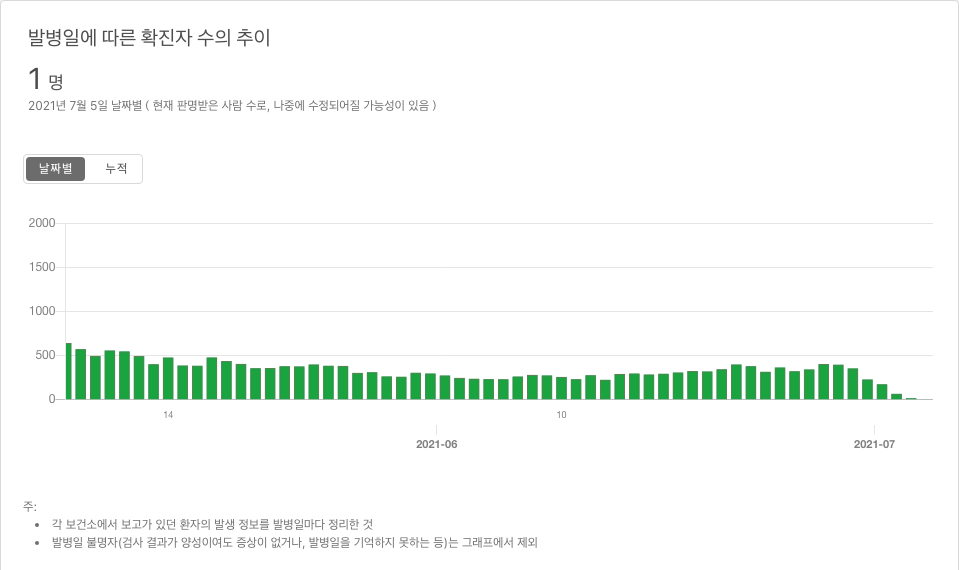 발병일에 따른 확진자 수의 추이
1 명
2021년 7월 5일 날짜별 ( 현재 판명받은 사람 수로, 나중에 수정되어질 가능성이 있음 )
날짜별 누적
2000
1500
1000
500
0
14 10
2021-06 2021-07
주:
각 보건소에서 보고가 있던 환자의 발생 정보를 발병일마다 정리한 것
발병일 불명자(검사 결과가 양성이여도 증상이 없거나, 발병일을 기억하지 못하는 등)는 그래프에서 제외